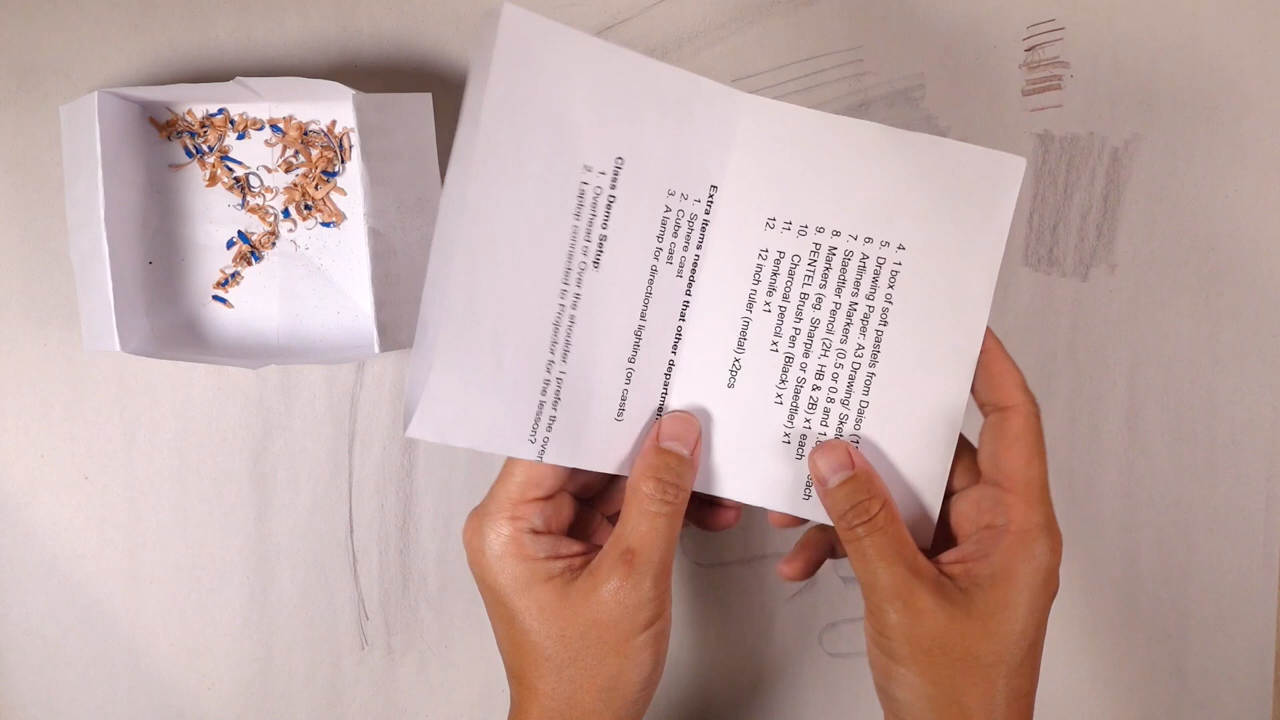 4. 1 box of soft pastels from Daiso (1
5. Drawing Paper: A3 Drawing/ Sket
6. Artliners Markers (0.5 or 0.8 and 1.
7. Staedtler Pencil (2H, HB & 2B) x1 each
8. Markers (eg. Sharpie or Staedtler) x1
9. PENTEL Brush Pen (Black) x1
10. Charcoal pencil x1
11. Penknife x1
12. 12 inch ruler (metal) x2pcs
Extra items needed that other departmen
1. Sphere cast
2. Cube cast
3. A lamp for directional lighting (on casts)
Class Demo Setup:
1. Overhead or Over the shoulder. I prefer the over
2. Laptop connected to Projector for the lesson?